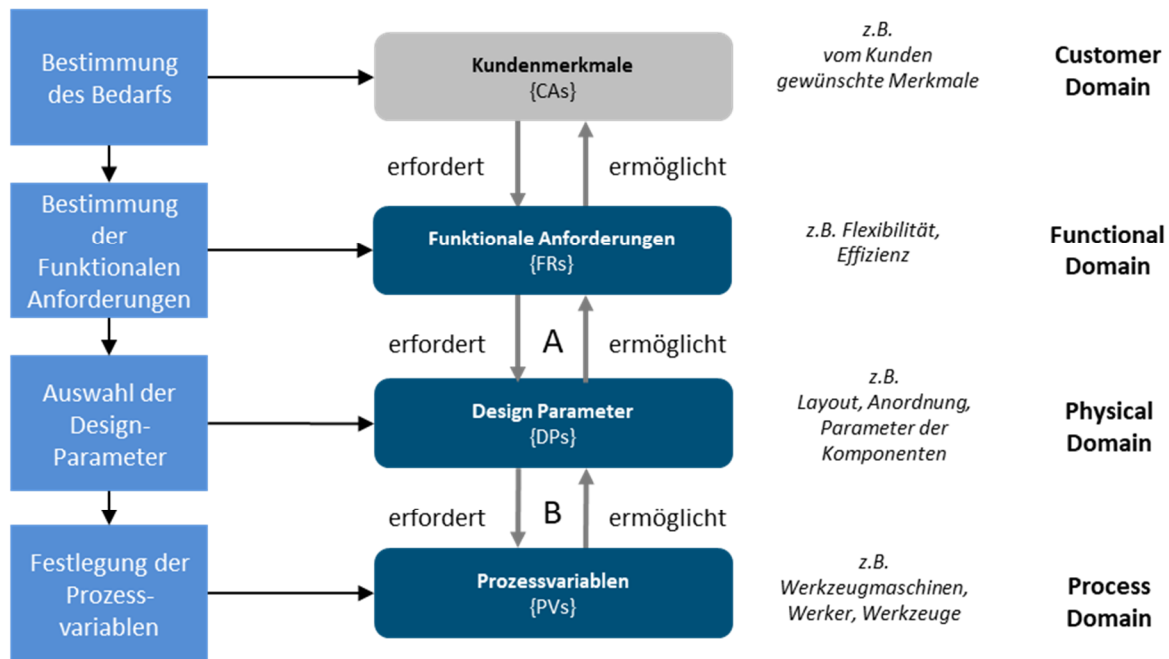 Bestimmung
des Bedarfs
Kundenmerkmale
{CAs}
z.B.
vom Kunden
gewünschte Merkmale
Customer
Domain
erfordert
ermöglicht
Bestimmung
der
Funktionalen
Anforderungen
Funktionale Anforderungen
{FRs}
z.B. Flexibilität,
Effizienz
Functional
Domain
erfordert
A
ermöglicht
Auswahl der
Design-
Parameter
Design Parameter
{DPs}
z.B.
Layout, Anordnung,
Parameter der
Komponenten
Physical
Domain
erfordert
B
ermöglicht
Festlegung der
Prozess-
variablen
Prozessvariablen
{PVs}
z.B.
Werkzeugmaschinen,
Werker, Werkzeuge
Process
Domain